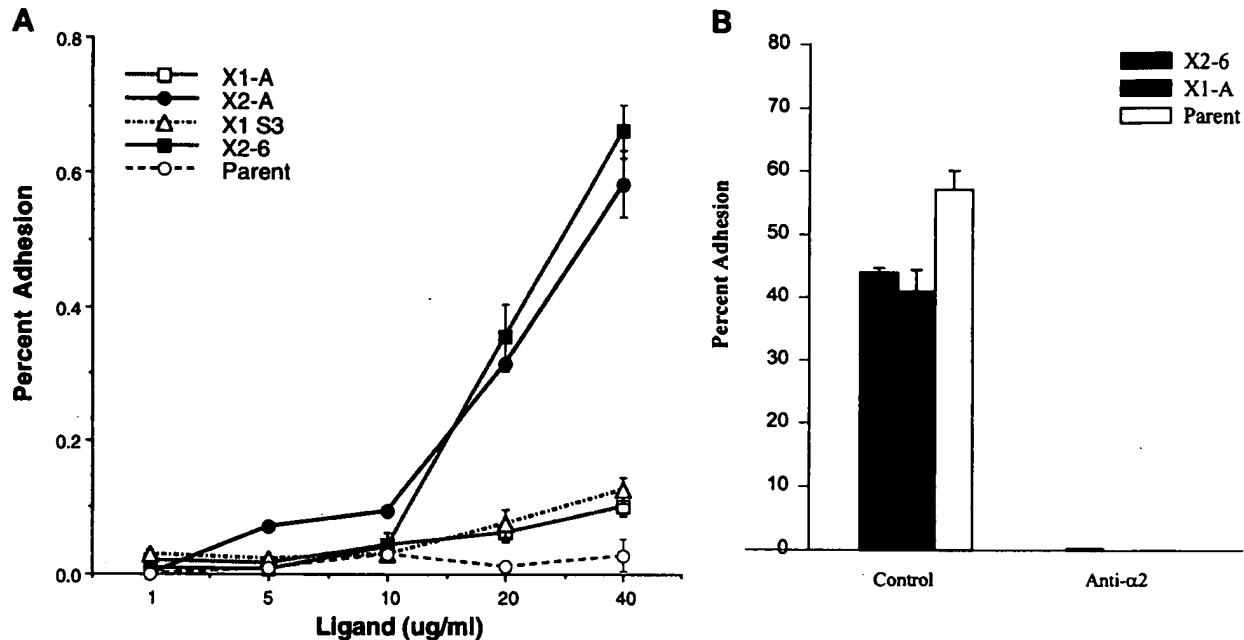 A
Percent Adhesion
0.8
0.6
0.4
0.2
0.0
X1-A
X2-A
X1 S3
X2-6
Parent
1 5 10 20 40
Ligand (ug/ml)
B
Percent Adhesion
80
70
60
50
40
30
20
10
0
X2-6
X1-A
Parent
Control Anti-α2